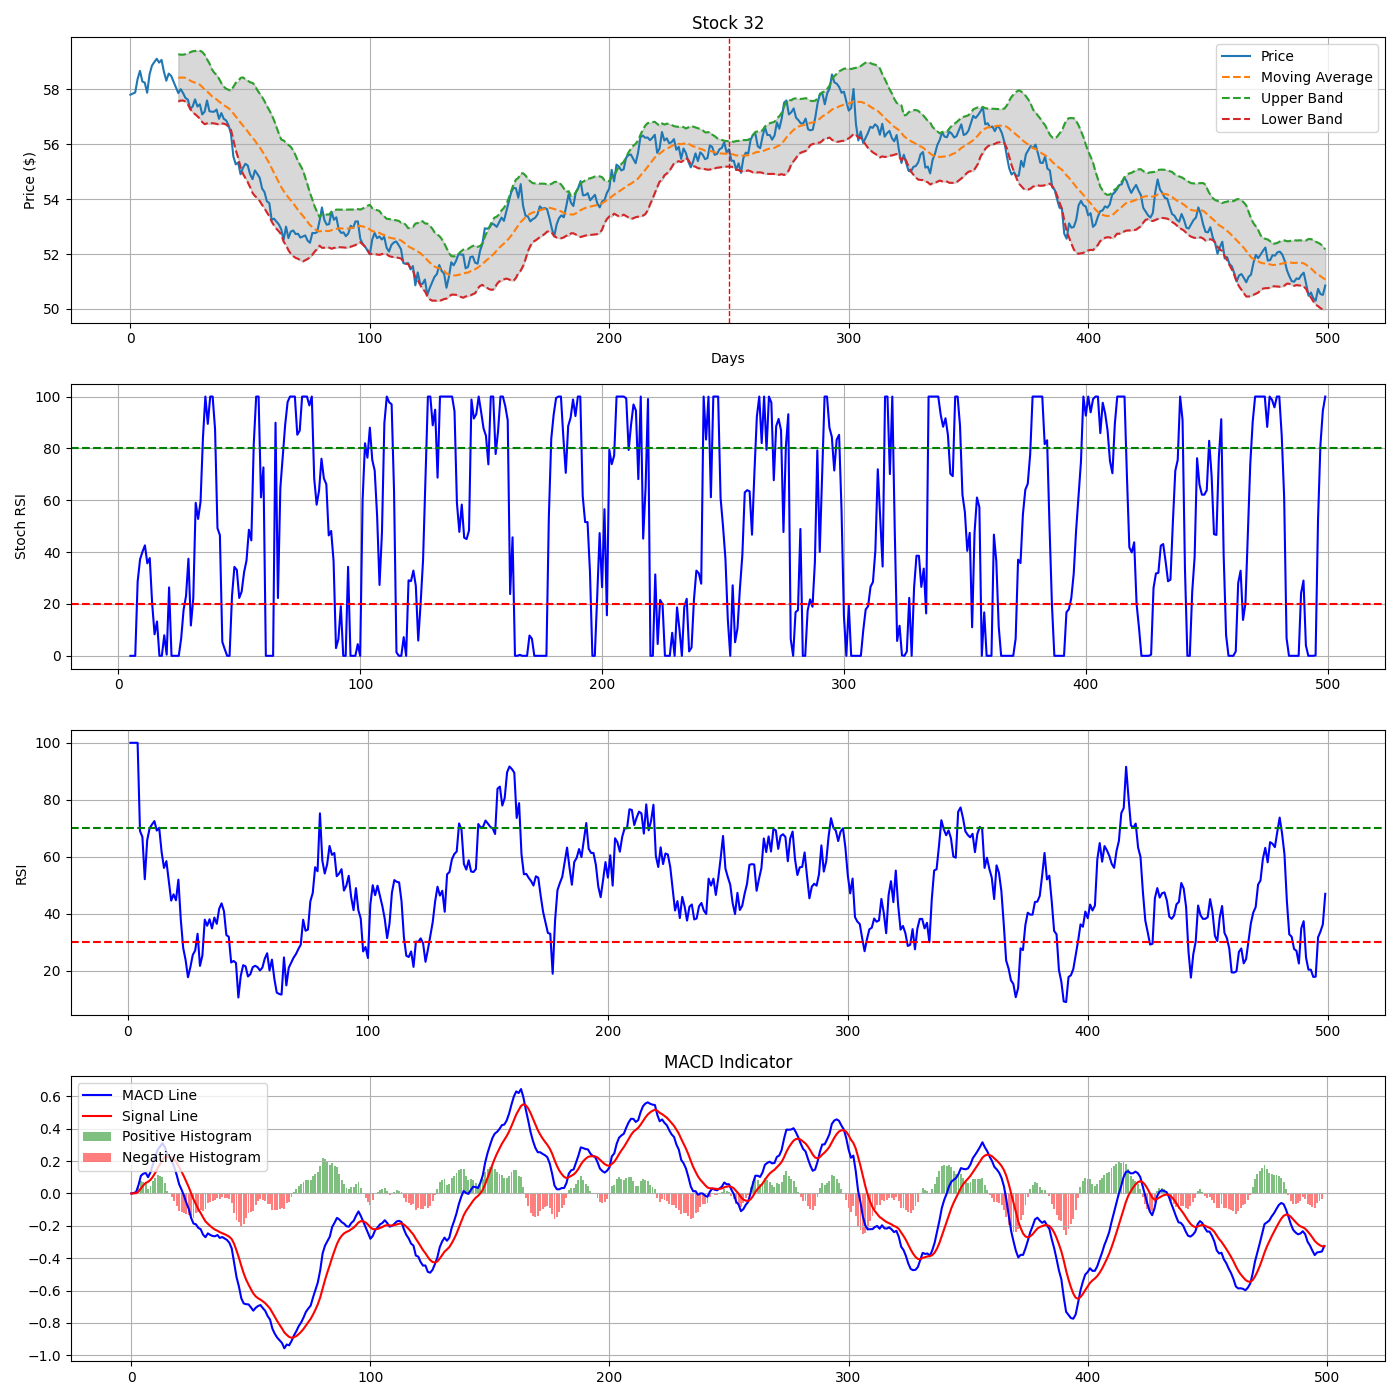 Stock 32
Price ($)
58
56
54
52
50
Price
Moving Average
Upper Band
Lower Band
0 100 200 300 400 500
Days
Stoch RSI
100
80
60
40
20
0
0 100 200 300 400 500
RSI
100
80
60
40
20
0 100 200 300 400 500
MACD Indicator
0.6
0.4
0.2
0.0
−0.2
−0.4
−0.6
−0.8
−1.0
MACD Line
Signal Line
Positive Histogram
Negative Histogram
0 100 200 300 400 500